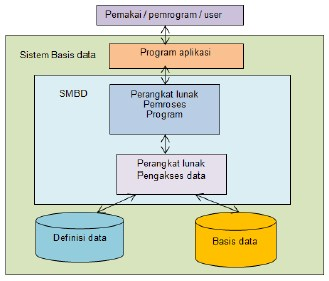 Pemakai / pemrogram / user
Sistem Basis data
Program aplikasi
SMBD
Perangkat lunak
Pemroses
Program
Perangkat lunak
Pengakses data
Definisi data
Basis data